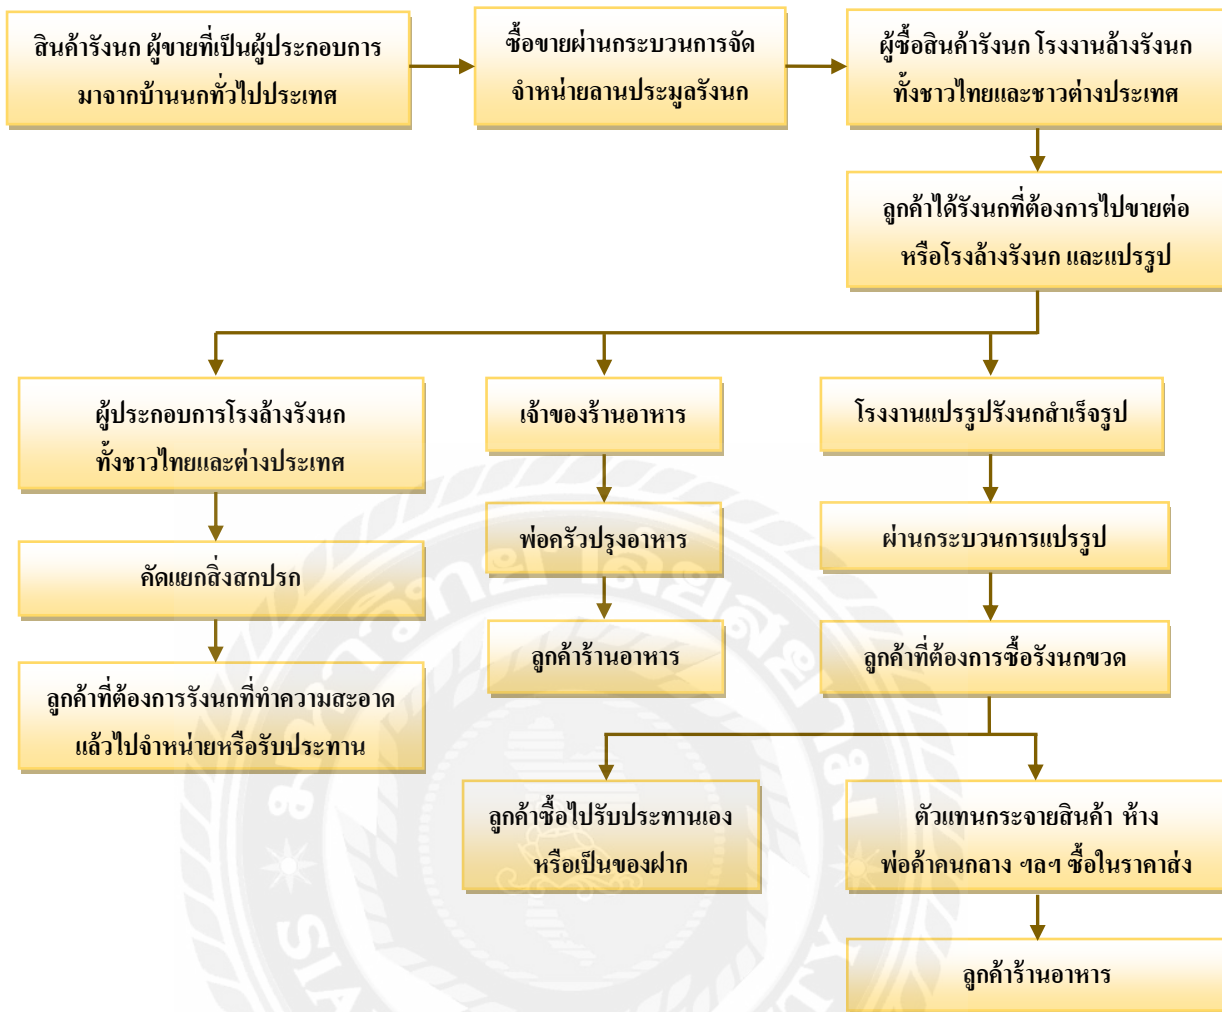 สินค้ารังนก ผู้ขายที่เป็นผู้ประกอบการ
มาจากบ้านนกทั่วไปประเทศ
ซื้อขายผ่านกระบวนการจัด
จำหน่ายลานประมูลรังนก
ผู้ซื้อสินค้ารังนก โรงงานล้างรังนก
ทั้งชาวไทยและชาวต่างประเทศ
ลูกค้าได้รังนกที่ต้องการไปขายต่อ
หรือโรงล้างรังนก และแปรรูป
ผู้ประกอบการโรงล้างรังนก
ทั้งชาวไทยและต่างประเทศ
คัดแยกสิ่งสกปรก
ลูกค้าที่ต้องการรังนกที่ทำความสะอาด
แล้วไปจำหน่ายหรือรับประทาน
เจ้าของร้านอาหาร
พ่อครัวปรุงอาหาร
ลูกค้าร้านอาหาร
โรงงานแปรรูปรังนกสำเร็จรูป
ผ่านกระบวนการแปรรูป
ลูกค้าที่ต้องการซื้อรังนกขวด
ลูกค้าซื้อไปรับประทานเอง
หรือเป็นของฝาก
ตัวแทนกระจายสินค้า ห้าง
พ่อค้าคนกลาง ฯลฯ ซื้อในราคาส่ง
ลูกค้าร้านอาหาร
มหาวิทยาลัยสยาม